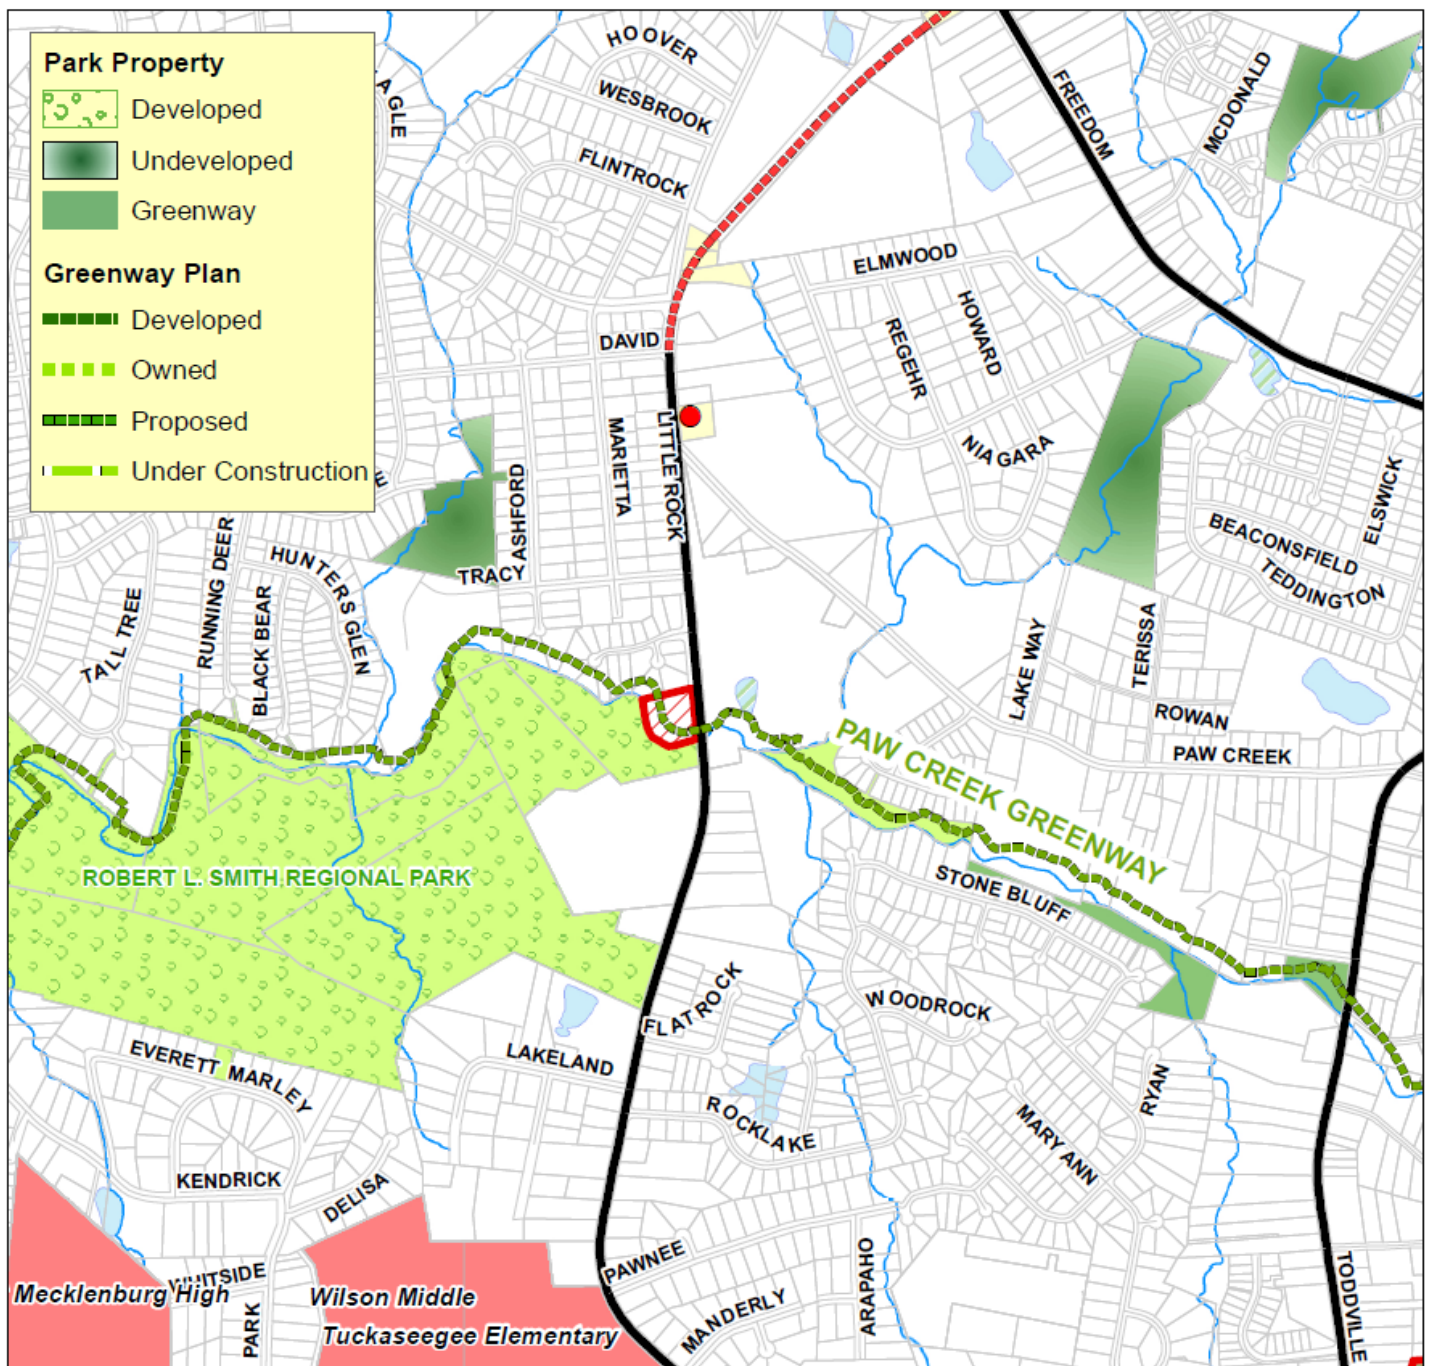 Park Property
Developed
Undeveloped
Greenway
Greenway Plan
Developed
Owned
Proposed
Under Construction
AGLE
E
HOOVER
WESBROOK
FLINTROCK
FREEDOM
MCDONALD
ELMWOOD
HOWARD
REGEHR
NIAGARA
DAVID
MARIETTA
LITTLE ROCK
ASHFORD
TRACY
ELSWICK
BEACONSFIELD
TEDDINGTON
TALL TREE
RUNNING DEER
BLACK BEAR
HUNTERS GLEN
LAKE WAY
TERISSA
ROWAN
PAW CREEK
PAW CREEK GREENWAY
ROBERT L. SMITH REGIONAL PARK
STONE BLUFF
WOODROCK
FLATROCK
LAKELAND
EVERETT MARLEY
ROCKLAKE
RYAN
MARY ANN
KENDRICK
DELISA
PAWNEE
ARAPAHO
MANDERLY
TODDVILLE
WHITSIDE
Mecklenburg High
PARK
Wilson Middle
Tuckaseegee Elementary